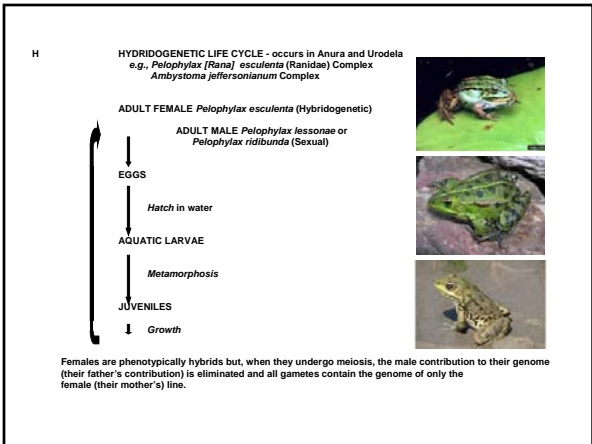 H
HYDRIDOGENETIC LIFE CYCLE - occurs in Anura and Urodela
e.g., Pelophylax [Rana] esculenta (Ranidae) Complex
Ambystoma jeffersonianum Complex
ADULT FEMALE Pelophylax esculenta (Hybridogenetic)
ADULT MALE Pelophylax lessonae or
Pelophylax ridibunda (Sexual)
EGGS
Hatch in water
AQUATIC LARVAE
Metamorphosis
JUVENILES
Growth
Females are phenotypically hybrids but, when they undergo meiosis, the male contribution to their genome
(their father's contribution) is eliminated and all gametes contain the genome of only the
female (their mother's) line.